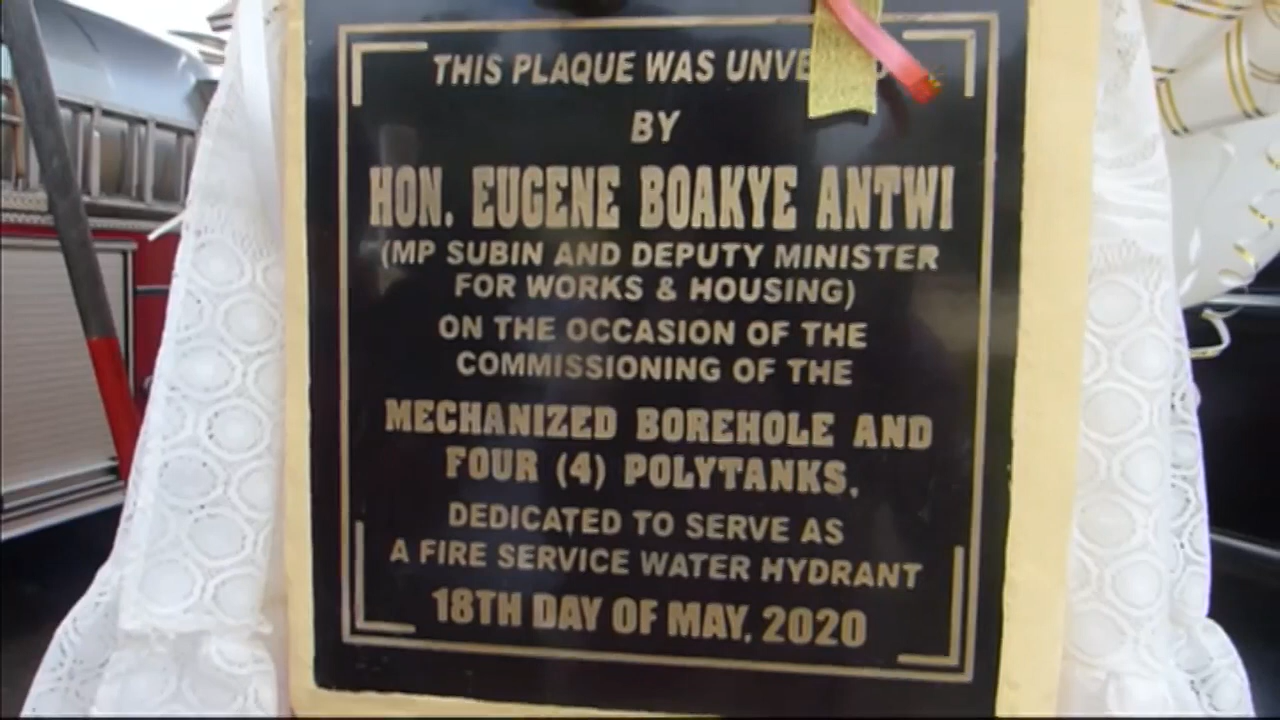 THIS PLAQUE WAS
BY
HON. EUGENE BOAKYE ANTWI
(MP SUBIN AND DEPUTY MINISTER
FOR WORKS & HOUSING)
ON THE OCCASION OF THE
COMMISSIONING OF THE
MECHANIZED BOREHOLE AND
FOUR (4) POLYTANKS,
DEDICATED TO SERVE AS
A FIRE SERVICE WATER HYDRANT
18TH DAY OF MAY, 2020